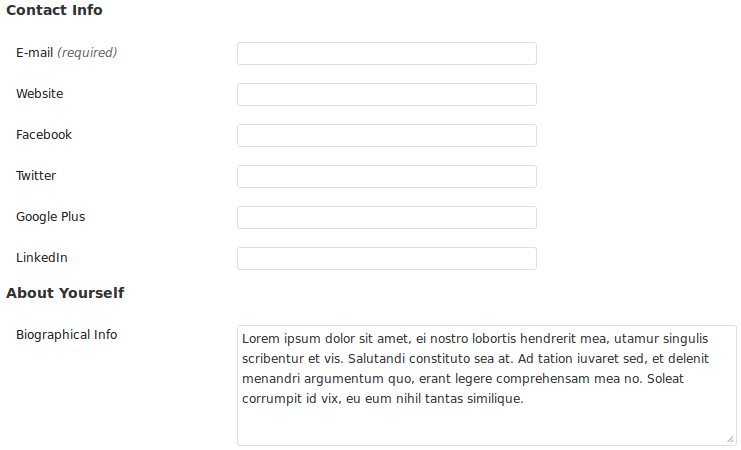 Contact Info
E-mail (required)
Website
Facebook
Twitter
Google Plus
LinkedIn
About Yourself
Biographical Info
Lorem ipsum dolor sit amet, ei nostro lobortis hendrerit mea, utamur singulis
scribentur et vis. Salutandi constituto sea at. Ad tation iuvaret sed, et delenit
menandri argumentum quo, erant legere comprehensam mea no. Soleat
corrumpit id vix, eu eum nihil tantas similique.